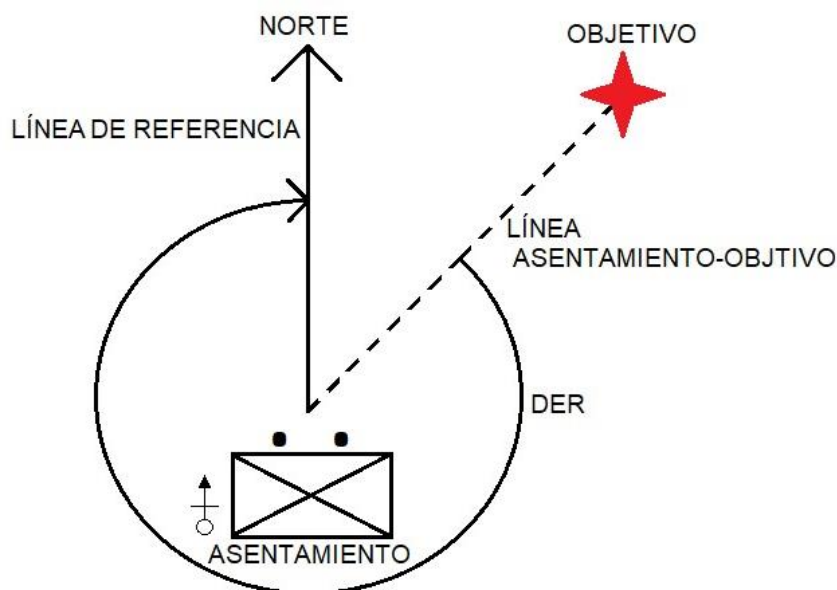 NORTE
OBJETIVO
LÍNEA DE REFERENCIA
LÍNEA
ASENTAMIENTO-OBJTIVO
DER
ASENTAMIENTO